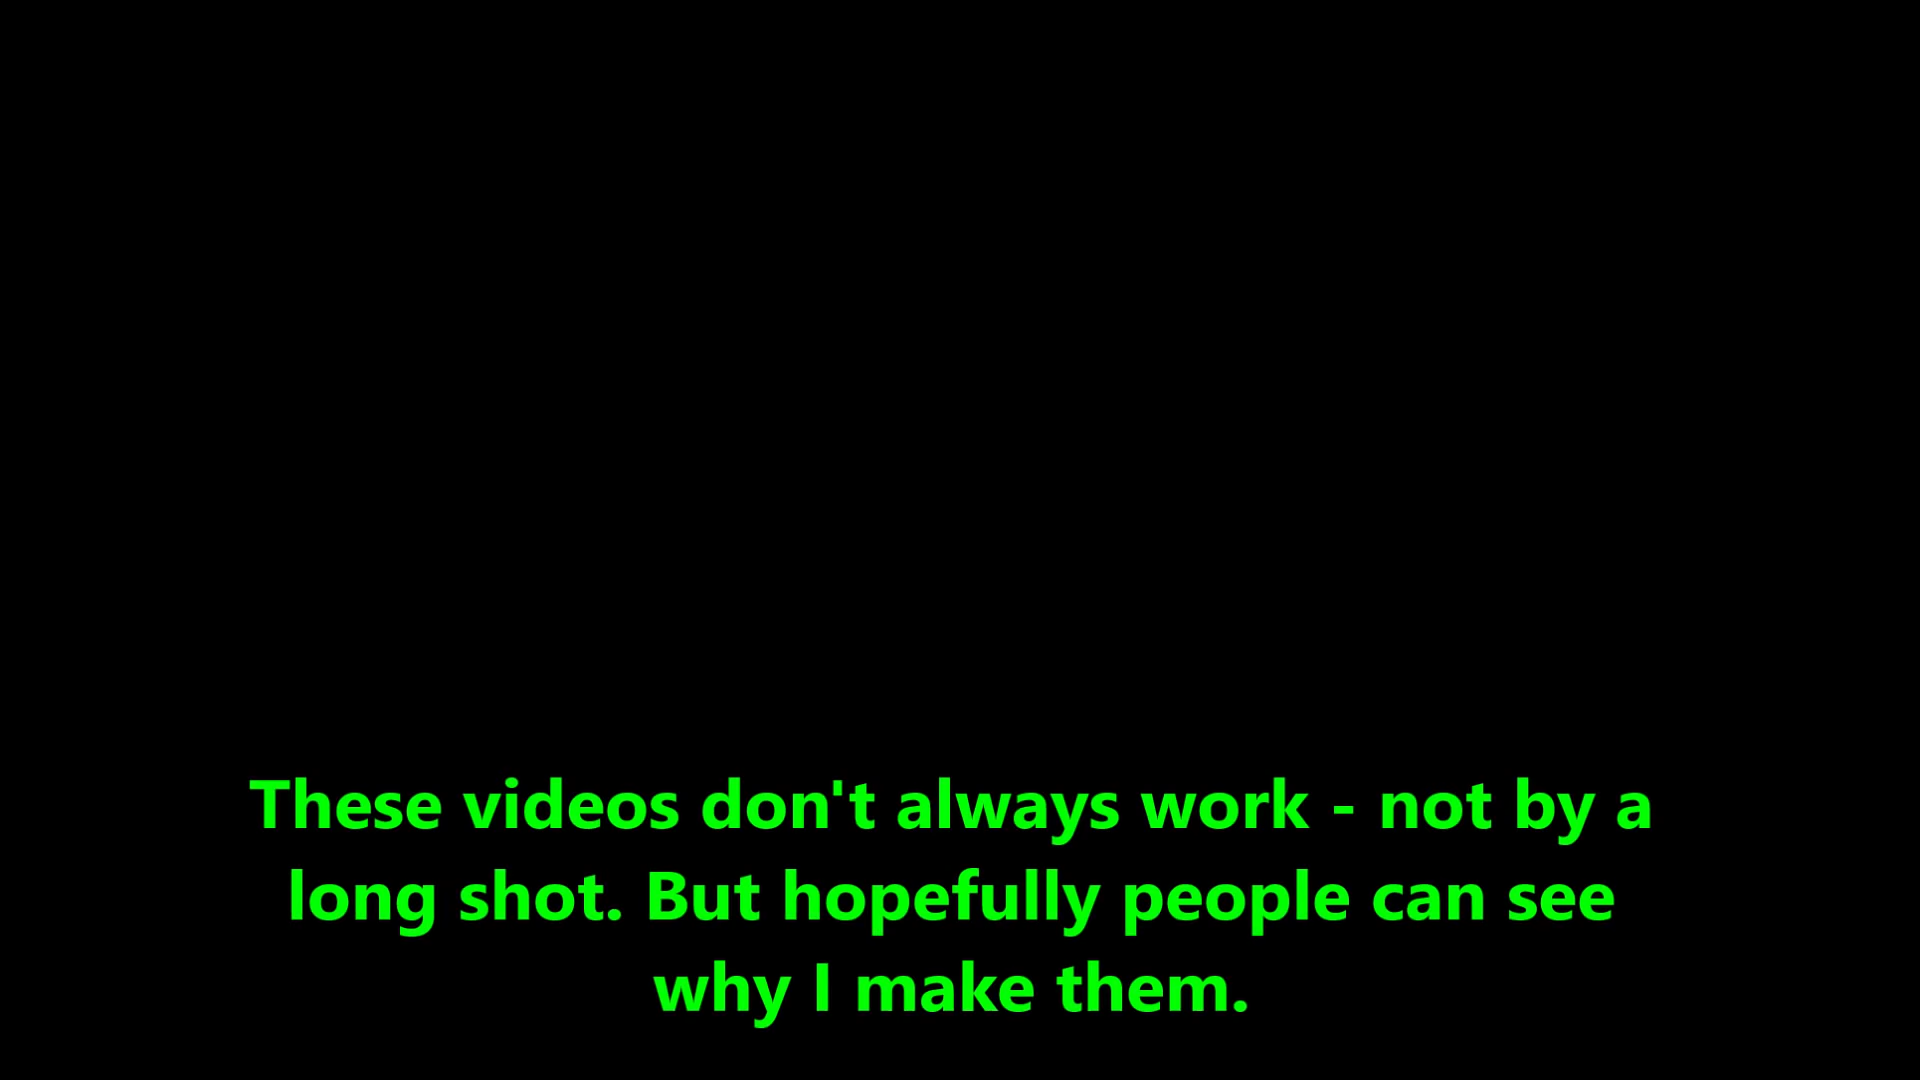 These videos don't always work - not by a
long shot. But hopefully people can see
why I make them.